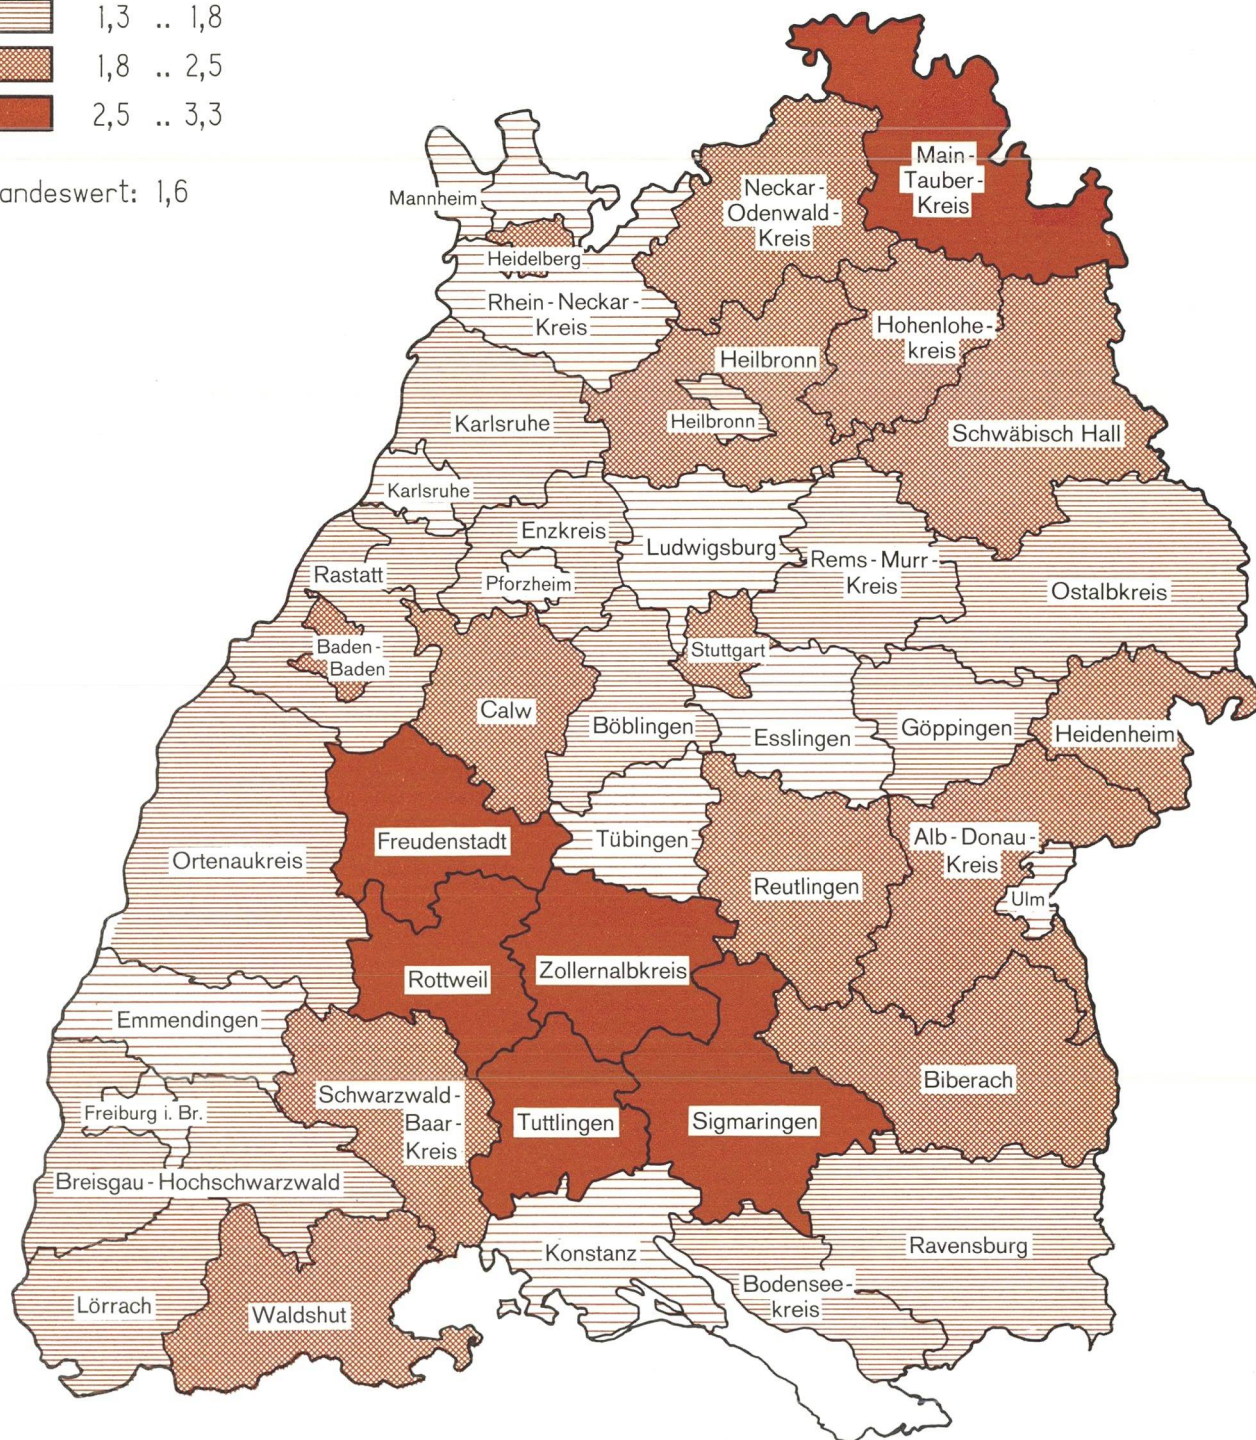 1,3 .. 1,8
1,8 .. 2,5
2,5 .. 3,3
andeswert: 1,6
Main-
Tauber-
Kreis
Neckar-
Odenwald-
Kreis
Mannheim
Heidelberg
Rhein-Neckar-
Kreis
Hohenlohe-
kreis
Heilbronn
Heilbronn
Karlsruhe
Schwäbisch Hall
Karlsruhe
Enzkreis
Ludwigsburg
Rems-Murr-
Kreis
Rastatt
Pforzheim
Ostalbkreis
Baden-
Baden
Stuttgart
Calw
Böblingen
Esslingen
Göppingen
Heidenheim
Freudenstadt
Tübingen
Alb-Donau-
Kreis
Ortenaukreis
Reutlingen
Ulm
Rottweil
Zollernalbkreis
Emmendingen
Biberach
Schwarzwald-
Baar-
Kreis
Freiburg i. Br.
Tuttlingen
Sigmaringen
Breisgau-Hochschwarzwald
Konstanz
Ravensburg
Bodensee-
kreis
Lörrach
Waldshut